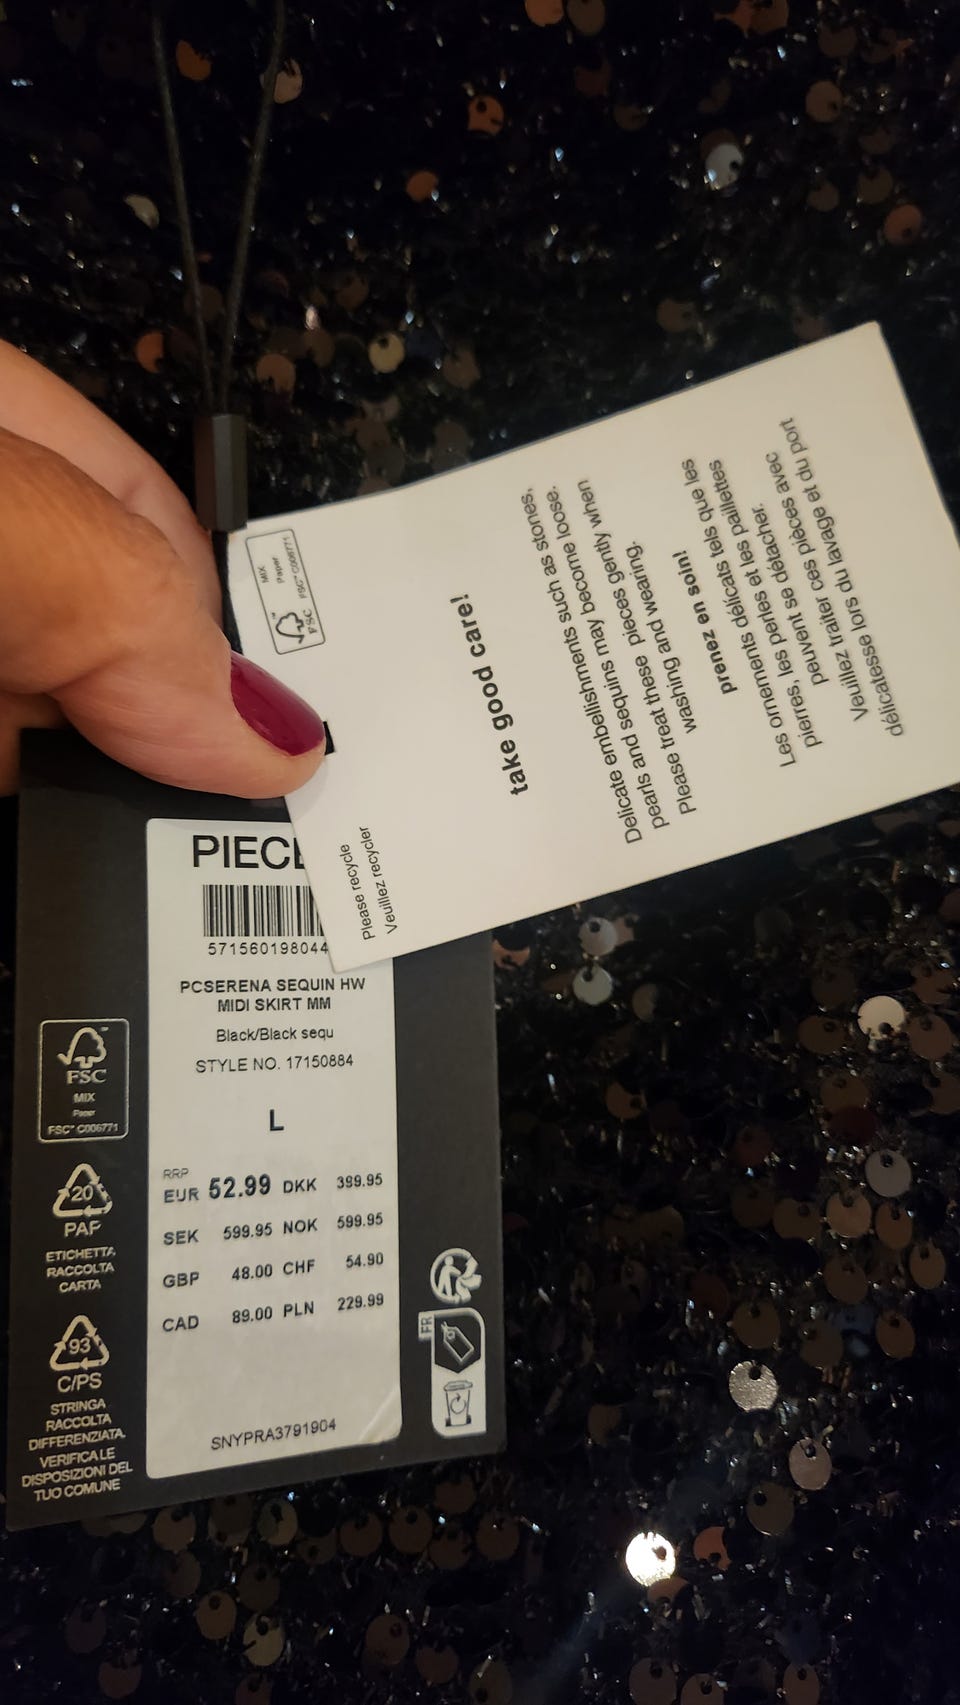 MIX
Paper
FSC™ C006771
FSC
take good care!
Delicate embellishments such as stones,
pearls and sequins may become loose.
Please treat these pieces gently when
washing and wearing.
prenez en soin!
Les ornements délicats tels que les
pierres, les perles et les paillettes
peuvent se détacher.
Veuillez traiter ces pièces avec
délicatesse lors du lavage et du port
Please recycle
Veuillez recycler
PIECE
571560198044
PCSERENA SEQUIN HW
MIDI SKIRT MM
Black/Black sequ
STYLE NO. 17150884
L
RRP
EUR 52.99 DKK 399.95
SEK 599.95 NOK 599.95
GBP 48.00 CHF 54.90
CAD 89.00 PLN 229.99
SNYPRA3791904
FSC
MIX
Paper
FSC™ C006771
20
PAP
ETICHETTA
RACCOLTA
CARTA
93
C/PS
STRINGA
RACCOLTA
DIFFERENZIATA.
VERIFICA LE
DISPOSIZIONI DEL
TUO COMUNE
FR